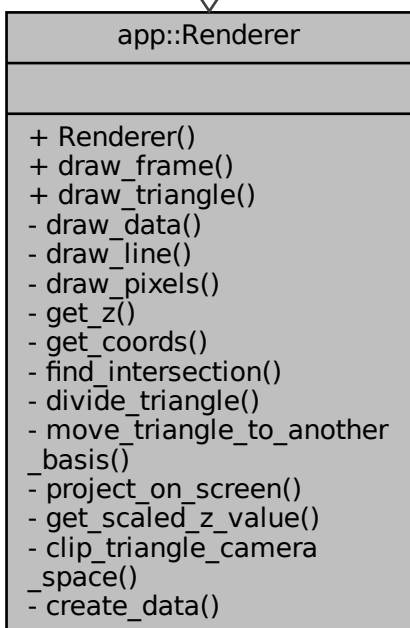 app::Renderer
+ Renderer()
+ draw_frame()
+ draw_triangle()
- draw_data()
- draw_line()
- draw_pixels()
- get_z()
- get_coords()
- find_intersection()
- divide_triangle()
- move_triangle_to_another
_basis()
- project_on_screen()
- get_scaled_z_value()
- clip_triangle_camera
_space()
- create_data()